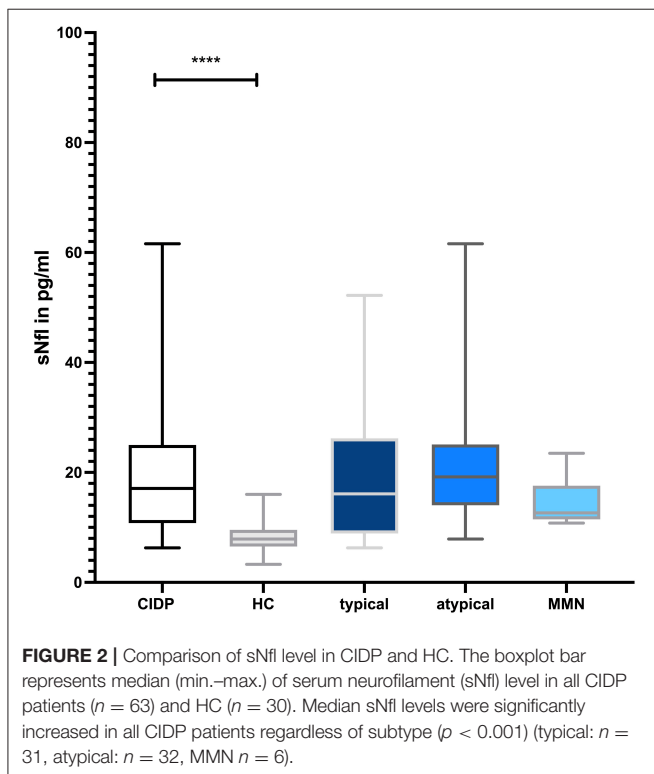 100
****
80
60
40
20
0
sNfl in pg/ml
CIDP HC typical atypical MMN
FIGURE 2 | Comparison of sNfl level in CIDP and HC. The boxplot bar
represents median (min.–max.) of serum neurofilament (sNfl) level in all CIDP
patients (n = 63) and HC (n = 30). Median sNfl levels were significantly
increased in all CIDP patients regardless of subtype (p < 0.001) (typical: n =
31, atypical: n = 32, MMN n = 6).